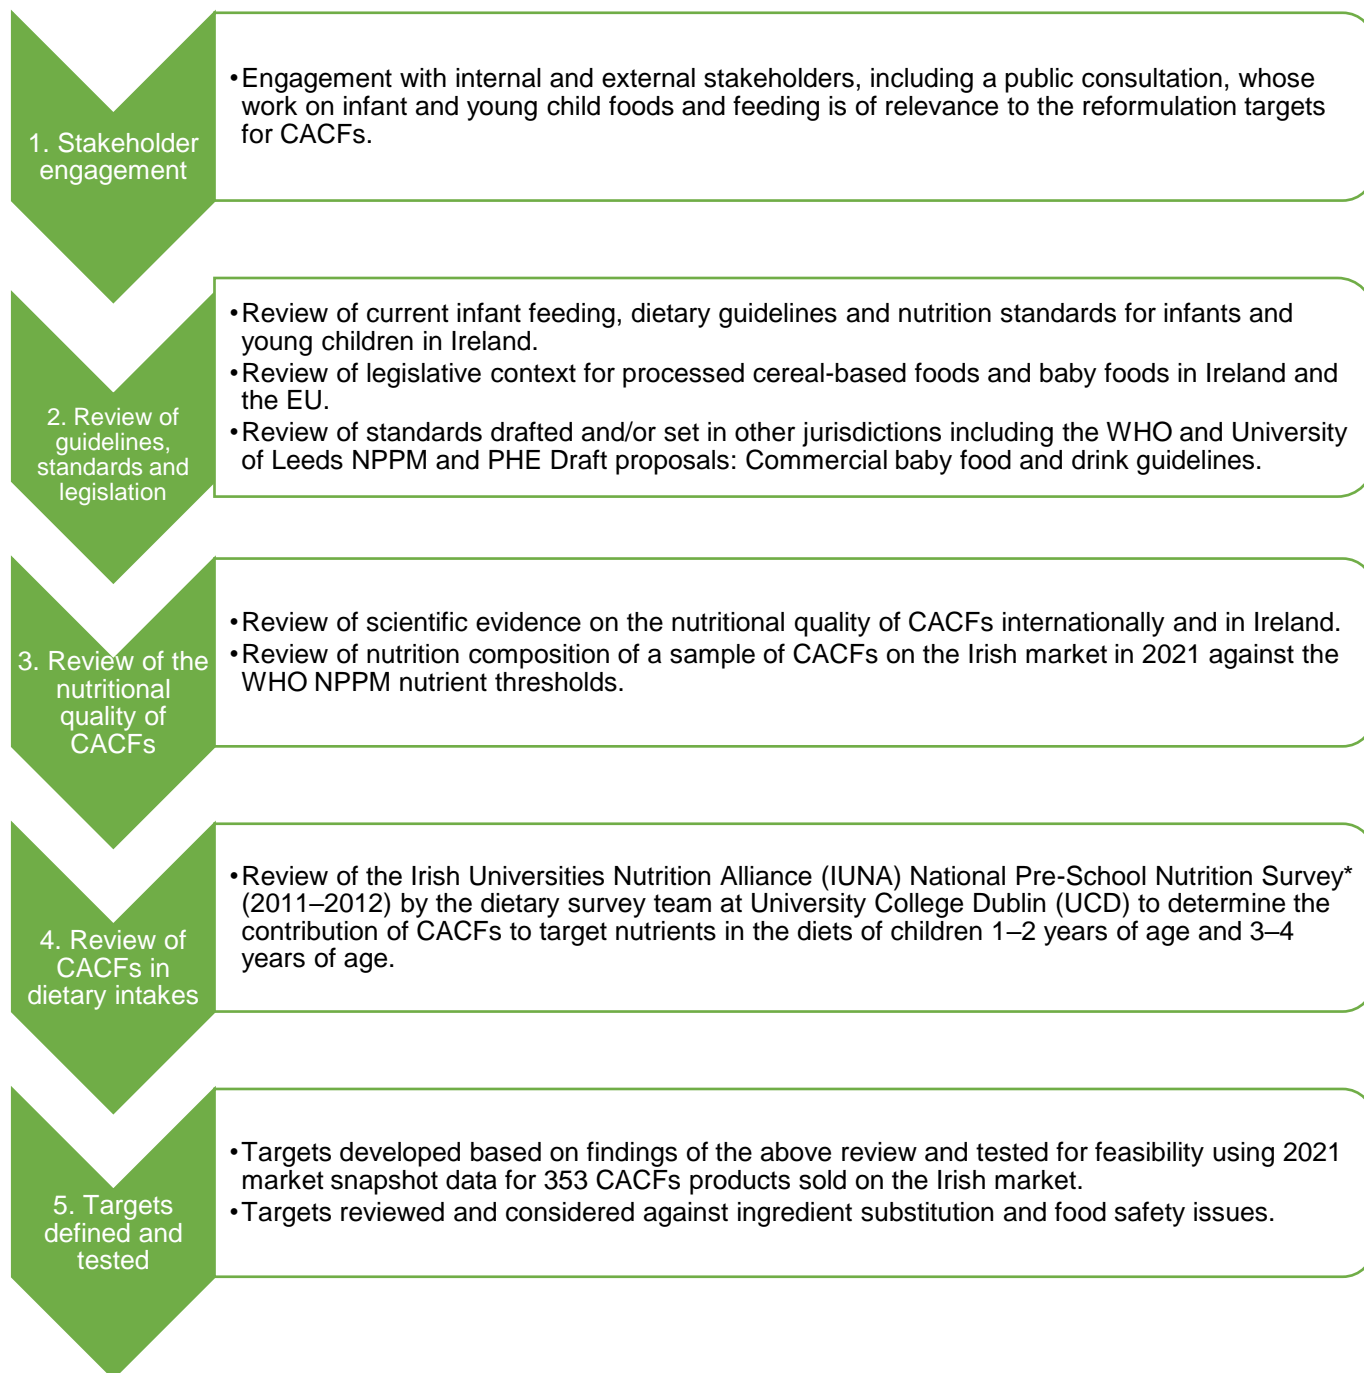 1. Stakeholder
engagement
•Engagement with internal and external stakeholders, including a public consultation, whose
work on infant and young child foods and feeding is of relevance to the reformulation targets
for CACFs.
2. Review of
guidelines,
standards and
legislation
•Review of current infant feeding, dietary guidelines and nutrition standards for infants and
young children in Ireland.
•Review of legislative context for processed cereal-based foods and baby foods in Ireland and
the EU.
•Review of standards drafted and/or set in other jurisdictions including the WHO and University
of Leeds NPPM and PHE Draft proposals: Commercial baby food and drink guidelines.
3. Review of the
nutritional
quality of
CACFs
•Review of scientific evidence on the nutritional quality of CACFs internationally and in Ireland.
•Review of nutrition composition of a sample of CACFs on the Irish market in 2021 against the
WHO NPPM nutrient thresholds.
4. Review of
CACFs in
dietary intakes
•Review of the Irish Universities Nutrition Alliance (IUNA) National Pre-School Nutrition Survey*
(2011–2012) by the dietary survey team at University College Dublin (UCD) to determine the
contribution of CACFs to target nutrients in the diets of children 1–2 years of age and 3–4
years of age.
5. Targets
defined and
tested
•Targets developed based on findings of the above review and tested for feasibility using 2021
market snapshot data for 353 CACFs products sold on the Irish market.
•Targets reviewed and considered against ingredient substitution and food safety issues.